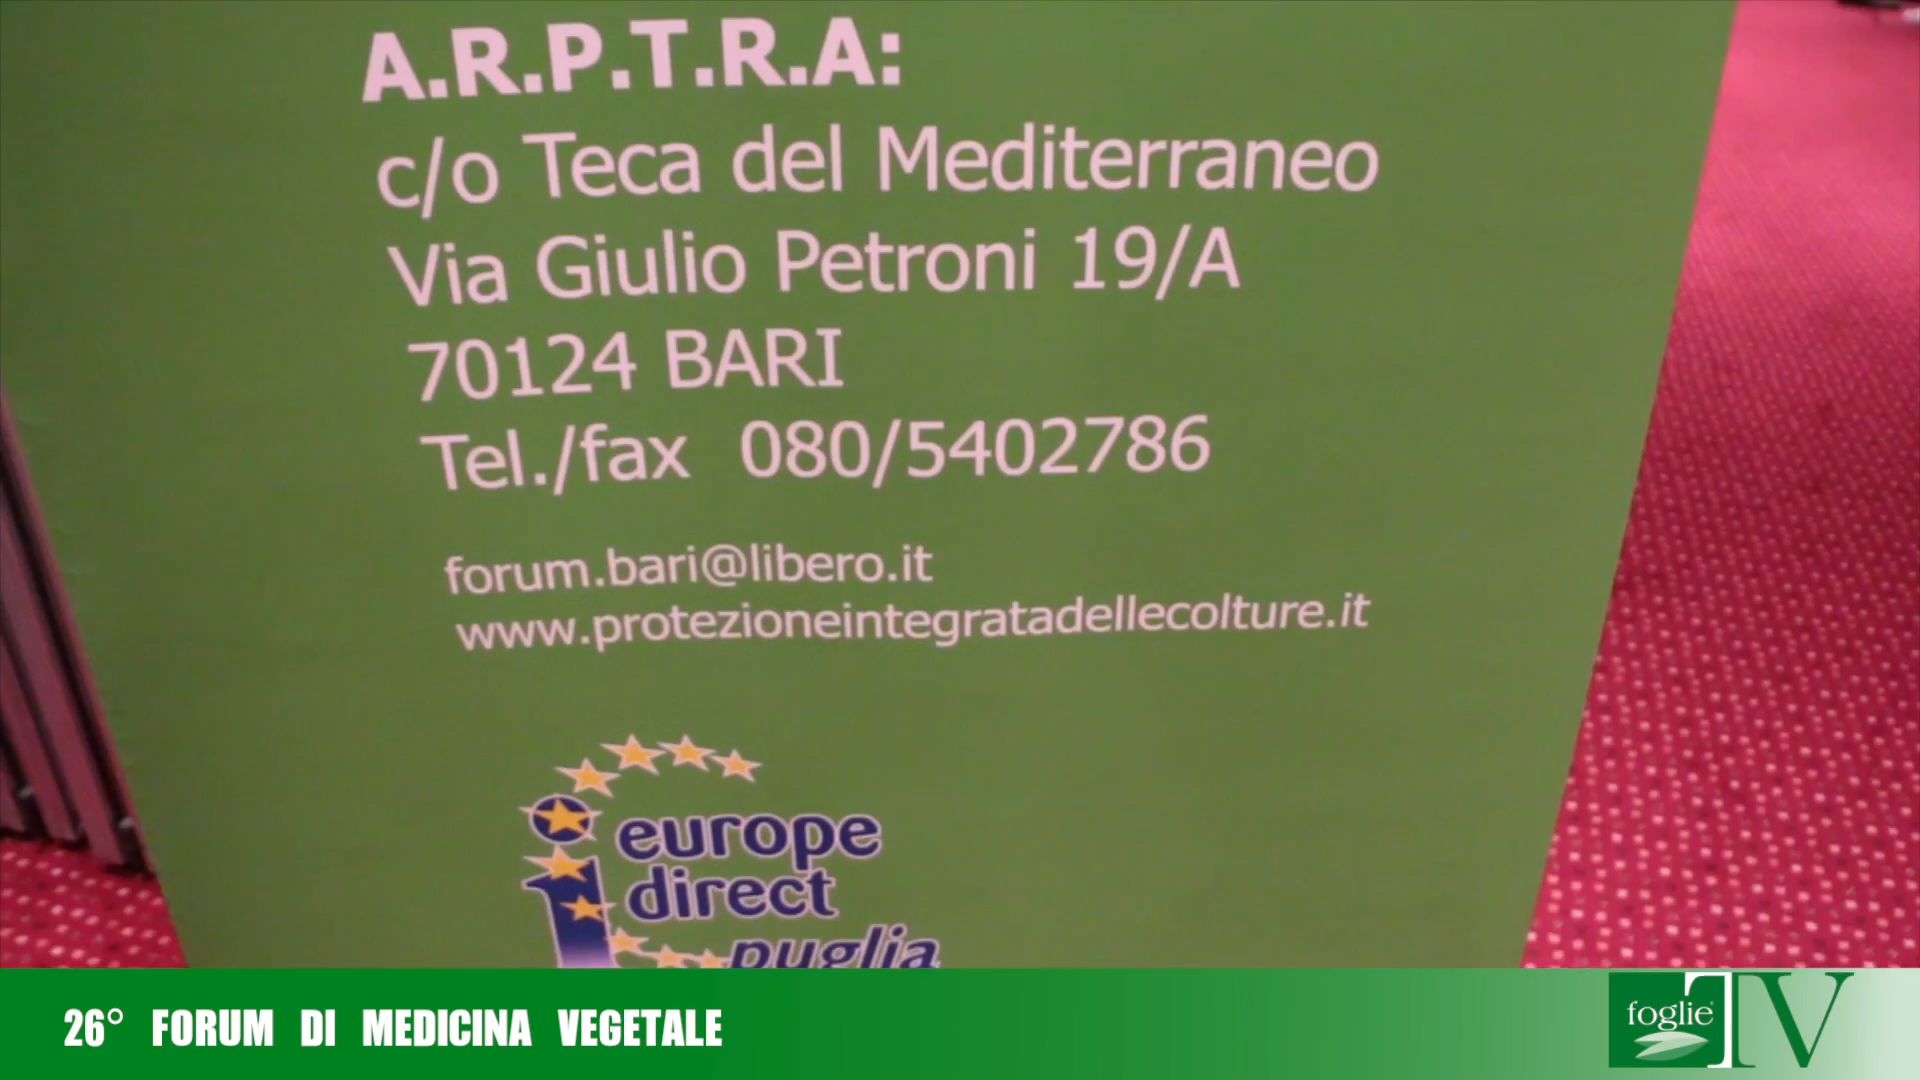 A.R.P.T.R.A:
c/o Teca del Mediterraneo
Via Giulio Petroni 19/A
70124 BARI
Tel./fax 080/5402786
forum.bari@libero.it
www.protezioneintegratadellecolture.it
europe
direct
puglia
26° FORUM DI MEDICINA VEGETALE
foglie TV